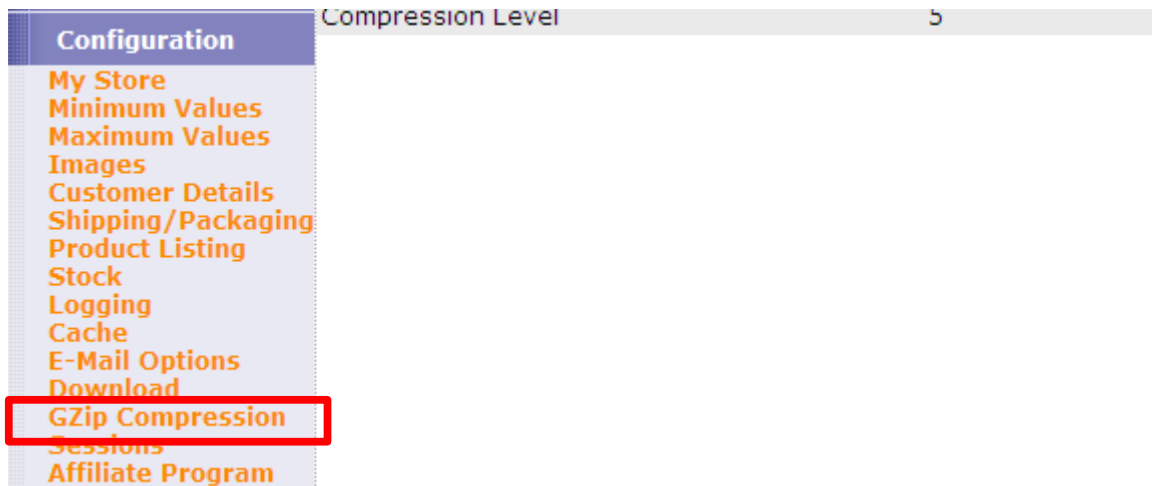 Compression Level 5
Configuration
My Store
Minimum Values
Maximum Values
Images
Customer Details
Shipping/Packaging
Product Listing
Stock
Logging
Cache
E-Mail Options
Download
GZip Compression
Sessions
Affiliate Program